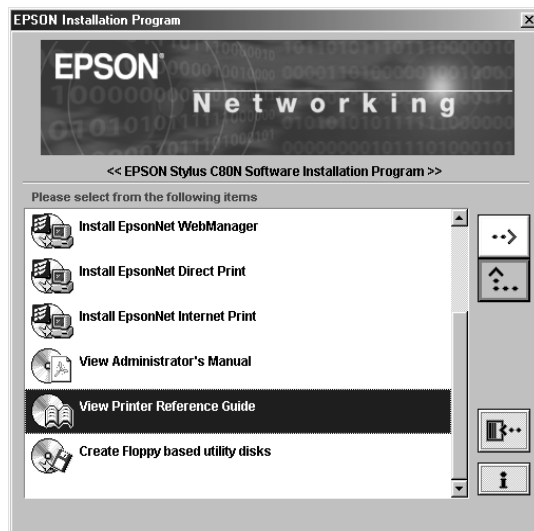 EPSON Installation Program
EPSON
Networking
<< EPSON Stylus C80N Software Installation Program >>
Please select from the following items
Install EpsonNet WebManager
Install EpsonNet Direct Print
Install EpsonNet Internet Print
View Administrator's Manual
View Printer Reference Guide
Create Floppy based utility disks
i